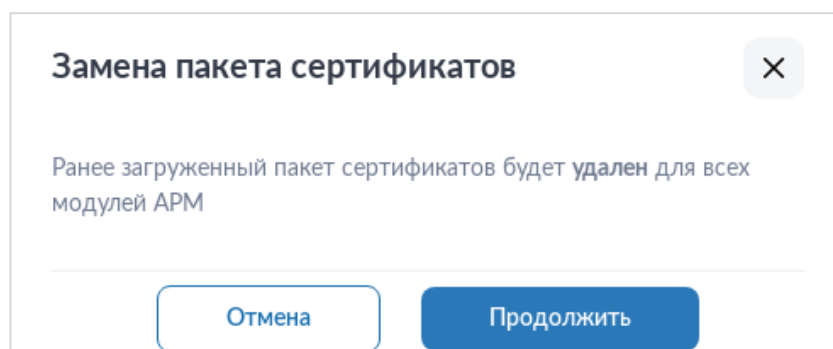 Замена пакета сертификатов
Ранее загруженный пакет сертификатов будет удален для всех
модулей АРМ
Отмена
Продолжить